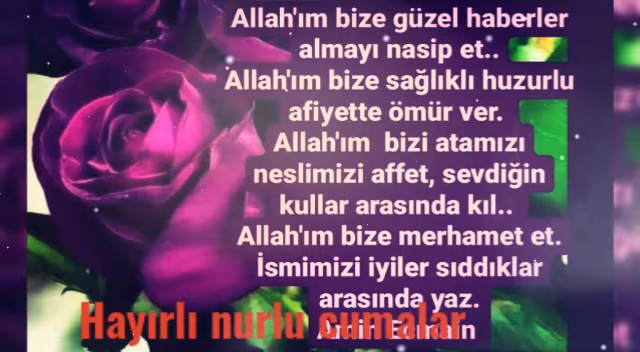 Allah'ım bize güzel haberler
almayı nasip et..
Allah'ım bize sağlıklı huzurlu
afiyette ömür ver.
Allah'ım bizi atamızı
neslimizi affet, sevdiğin
kullar arasında kıl..
Allah'ım bize merhamet et.
İsmimizi iyiler sıddıklar
arasında yaz.
Hayırlı nurlu cumalar
Amin Ecmain